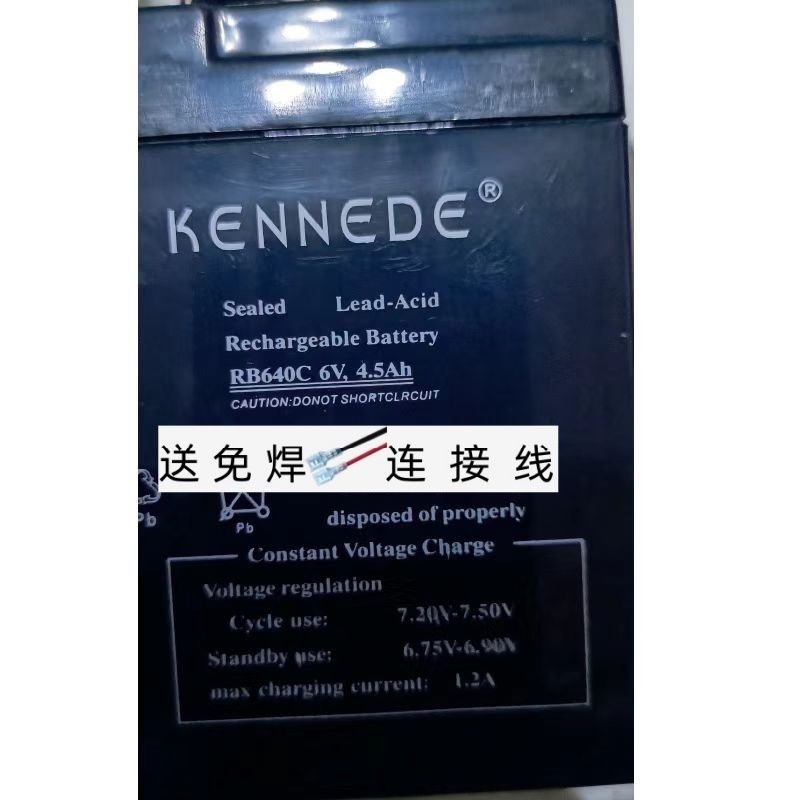 KENNEDE®
Sealed Lead-Acid
Rechargeable Battery
RB640C 6V, 4.5Ah
CAUTION:DONOT SHORTCLRCUIT
送免焊 连接线
Pb Pb
disposed of properly
Constant Voltage Charge
Voltage regulation
Cycle use: 7.20V-7.50V
Standby use: 6.75V-6.90V
max charging current: 1.2A